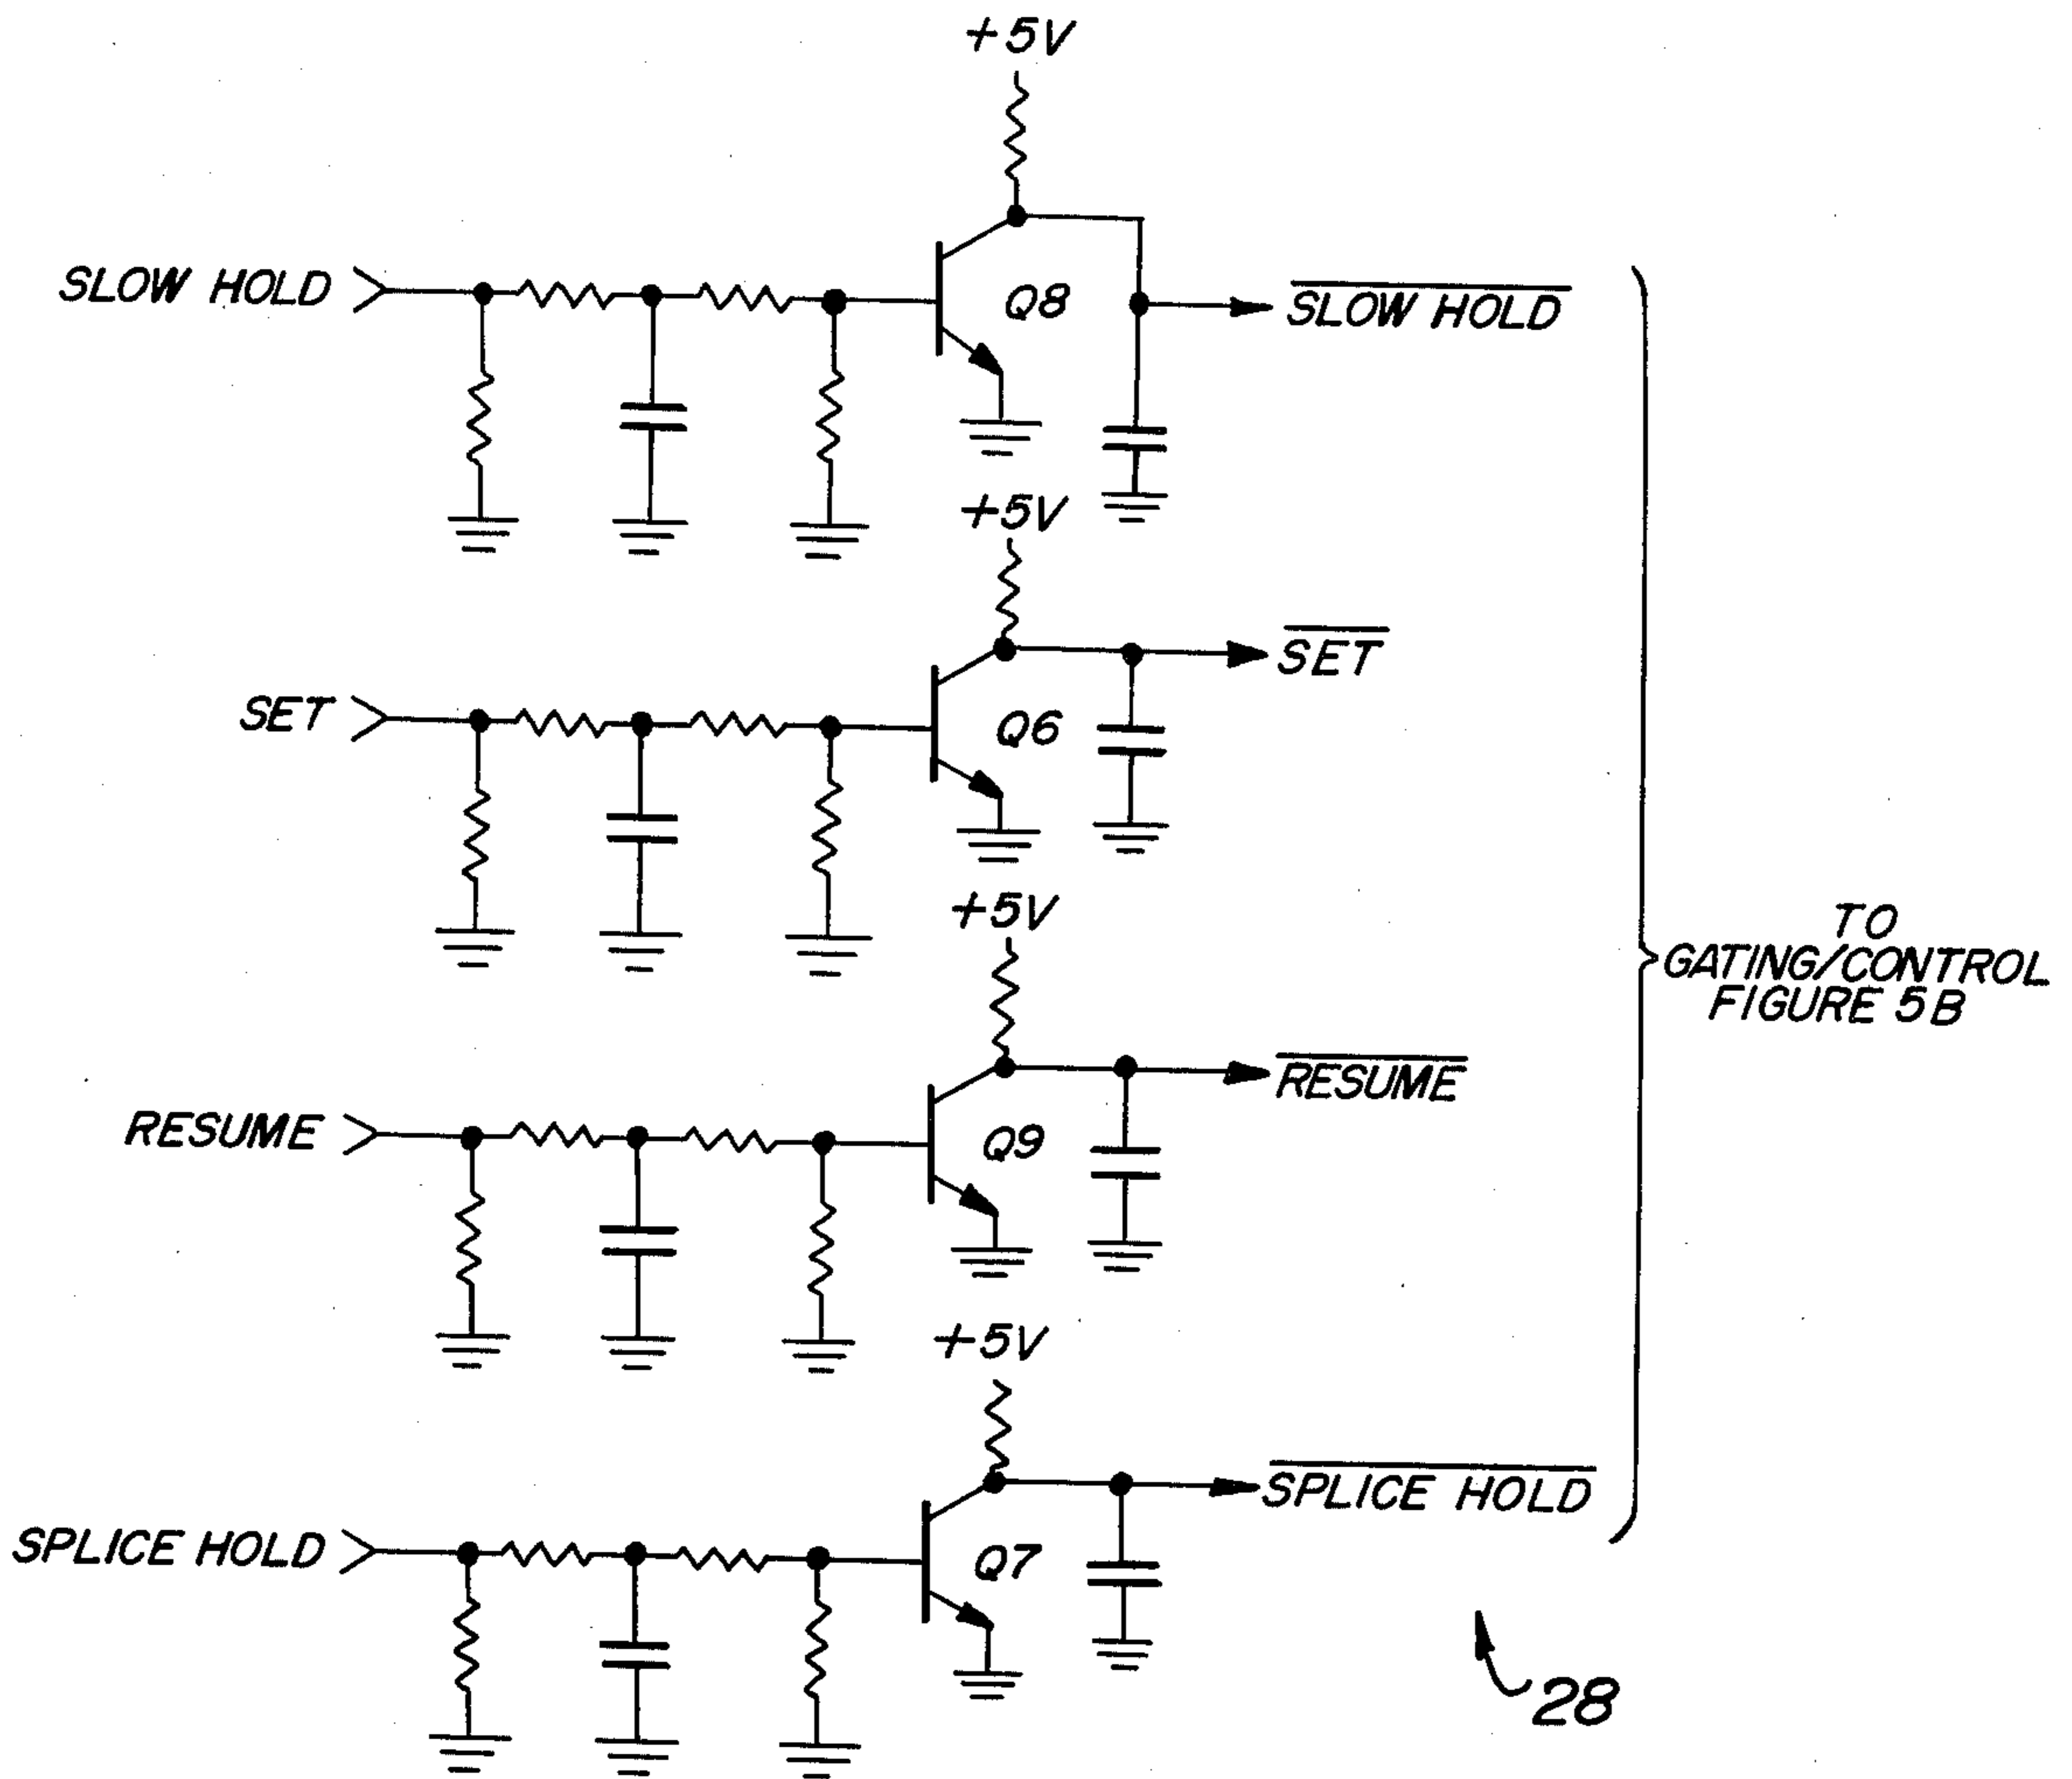 +5V
SLOW HOLD
Q8
SLOW HOLD
+5V
SET
SET
Q6
+5V
TO
GATING/CONTROL
FIGURE 5B
RESUME
RESUME
Q9
+5V
SPLICE HOLD
SPLICE HOLD
Q7
28